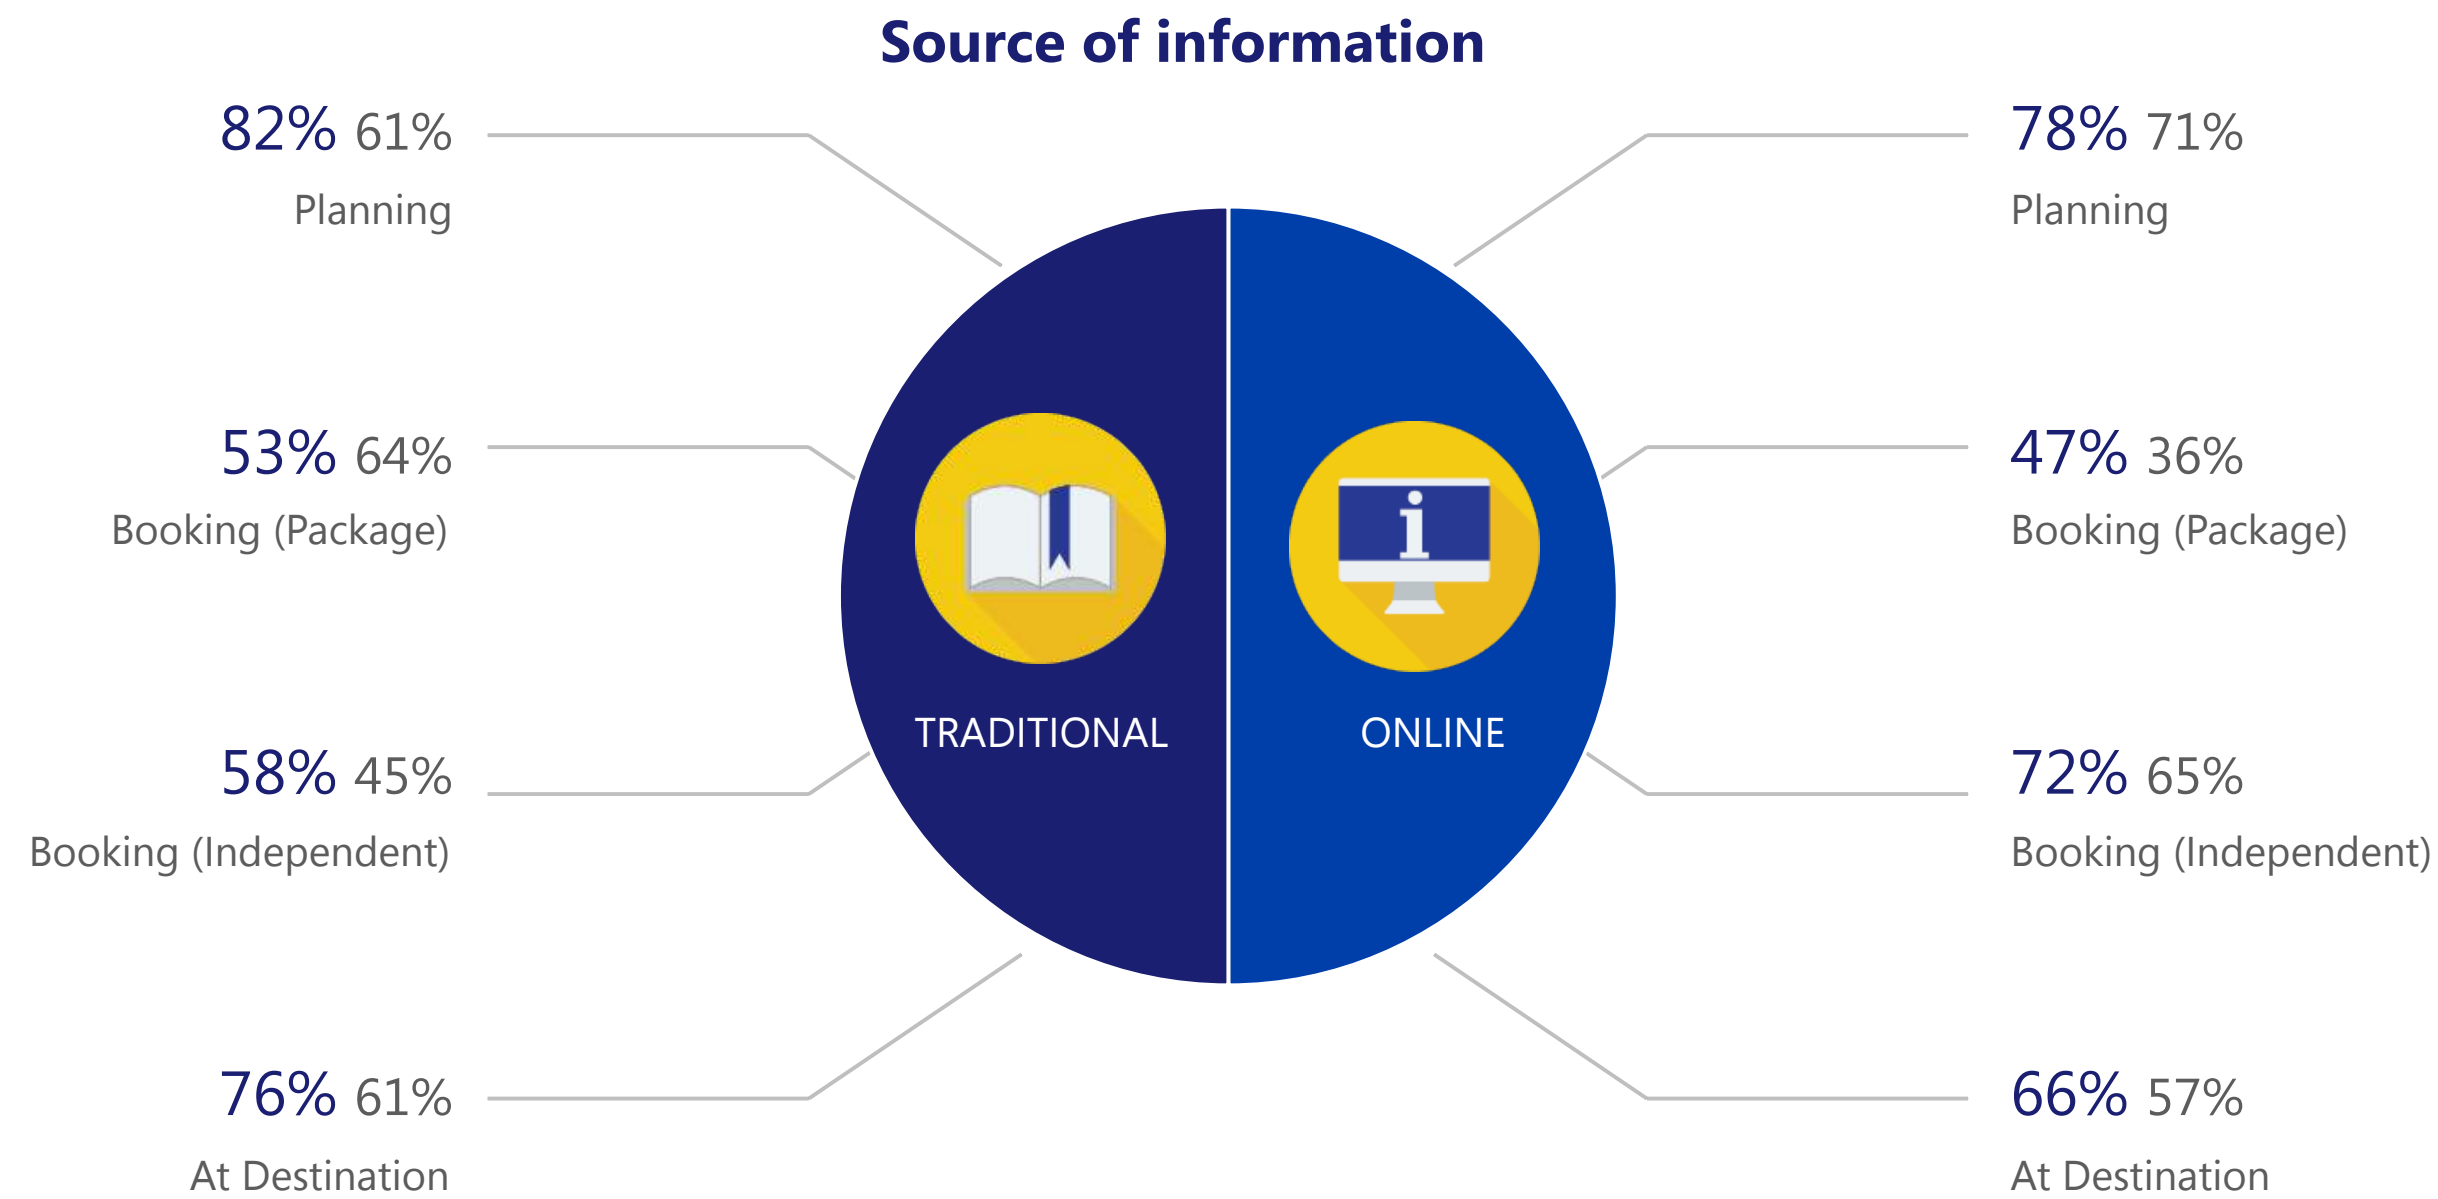 Source of information
82% 61%
Planning
53% 64%
Booking (Package)
58% 45%
Booking (Independent)
76% 61%
At Destination
TRADITIONAL
ONLINE
78% 71%
Planning
47% 36%
Booking (Package)
72% 65%
Booking (Independent)
66% 57%
At Destination